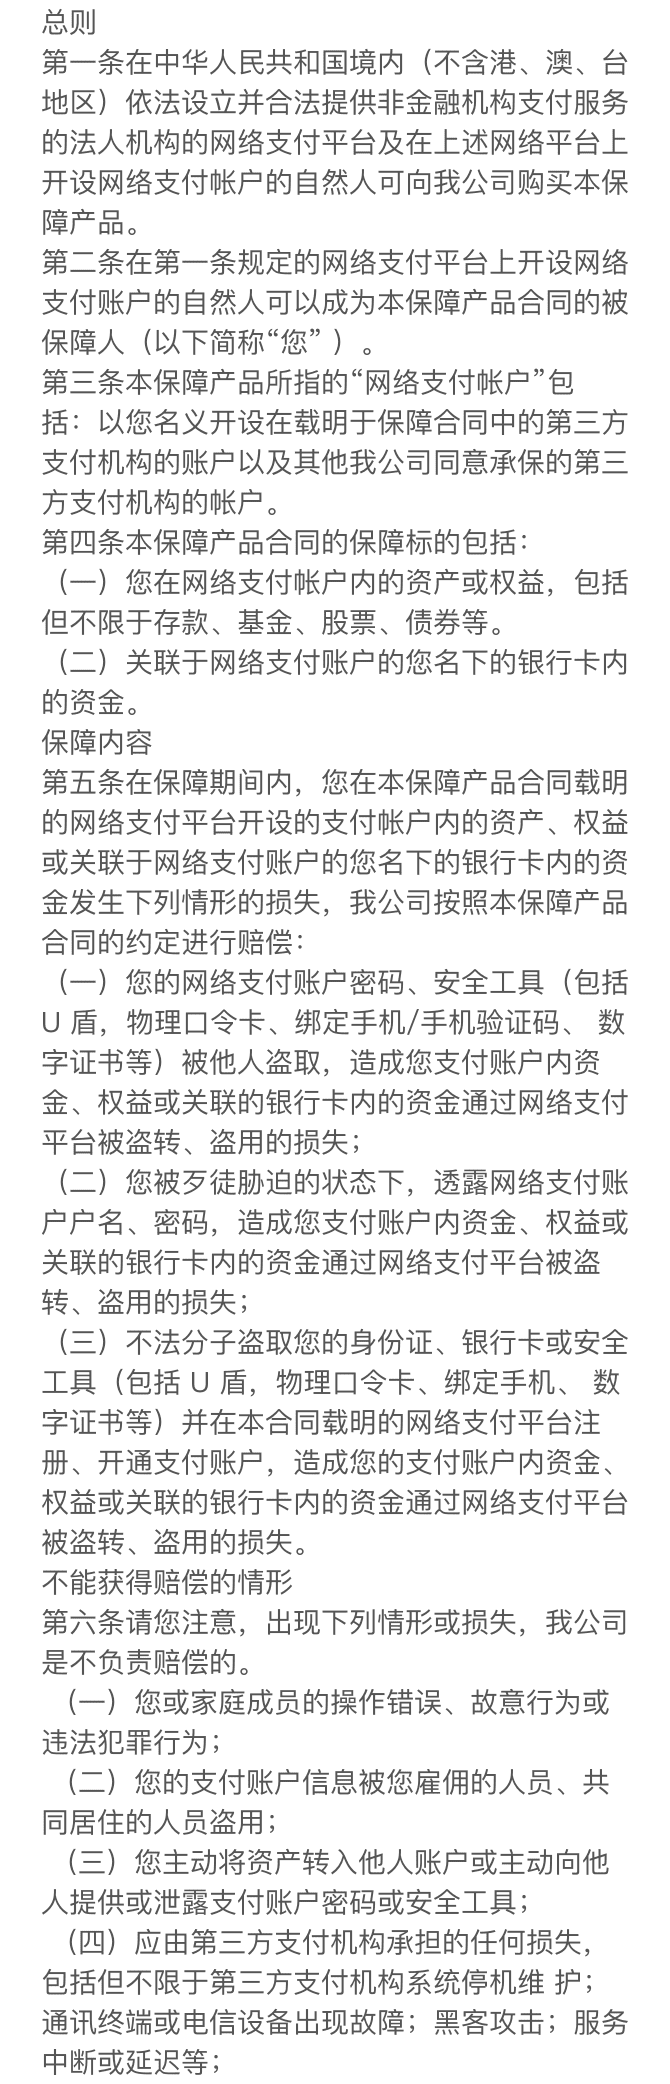 总则
第一条在中华人民共和国境内（不含港、澳、台
地区）依法设立并合法提供非金融机构支付服务
的法人机构的网络支付平台及在上述网络平台上
开设网络支付帐户的自然人可向我公司购买本保
障产品。
第二条在第一条规定的网络支付平台上开设网络
支付账户的自然人可以成为本保障产品合同的被
保障人（以下简称“您” ）。
第三条本保障产品所指的“网络支付帐户”包
括：以您名义开设在载明于保障合同中的第三方
支付机构的账户以及其他我公司同意承保的第三
方支付机构的帐户。
第四条本保障产品合同的保障标的包括：
（一）您在网络支付帐户内的资产或权益，包括
但不限于存款、基金、股票、债券等。
（二）关联于网络支付账户的您名下的银行卡内
的资金。
保障内容
第五条在保障期间内，您在本保障产品合同载明
的网络支付平台开设的支付帐户内的资产、权益
或关联于网络支付账户的您名下的银行卡内的资
金发生下列情形的损失，我公司按照本保障产品
合同的约定进行赔偿：
（一）您的网络支付账户密码、安全工具（包括
U 盾，物理口令卡、绑定手机/手机验证码、 数
字证书等）被他人盗取，造成您支付账户内资
金、权益或关联的银行卡内的资金通过网络支付
平台被盗转、盗用的损失；
（二）您被歹徒胁迫的状态下，透露网络支付账
户户名、密码，造成您支付账户内资金、权益或
关联的银行卡内的资金通过网络支付平台被盗
转、盗用的损失；
（三）不法分子盗取您的身份证、银行卡或安全
工具（包括 U 盾，物理口令卡、绑定手机、 数
字证书等）并在本合同载明的网络支付平台注
册、开通支付账户，造成您的支付账户内资金、
权益或关联的银行卡内的资金通过网络支付平台
被盗转、盗用的损失。
不能获得赔偿的情形
第六条请您注意，出现下列情形或损失，我公司
是不负责赔偿的。
（一）您或家庭成员的操作错误、故意行为或
违法犯罪行为；
（二）您的支付账户信息被您雇佣的人员、共
同居住的人员盗用；
（三）您主动将资产转入他人账户或主动向他
人提供或泄露支付账户密码或安全工具；
（四）应由第三方支付机构承担的任何损失，
包括但不限于第三方支付机构系统停机维 护；
通讯终端或电信设备出现故障；黑客攻击；服务
中断或延迟等；